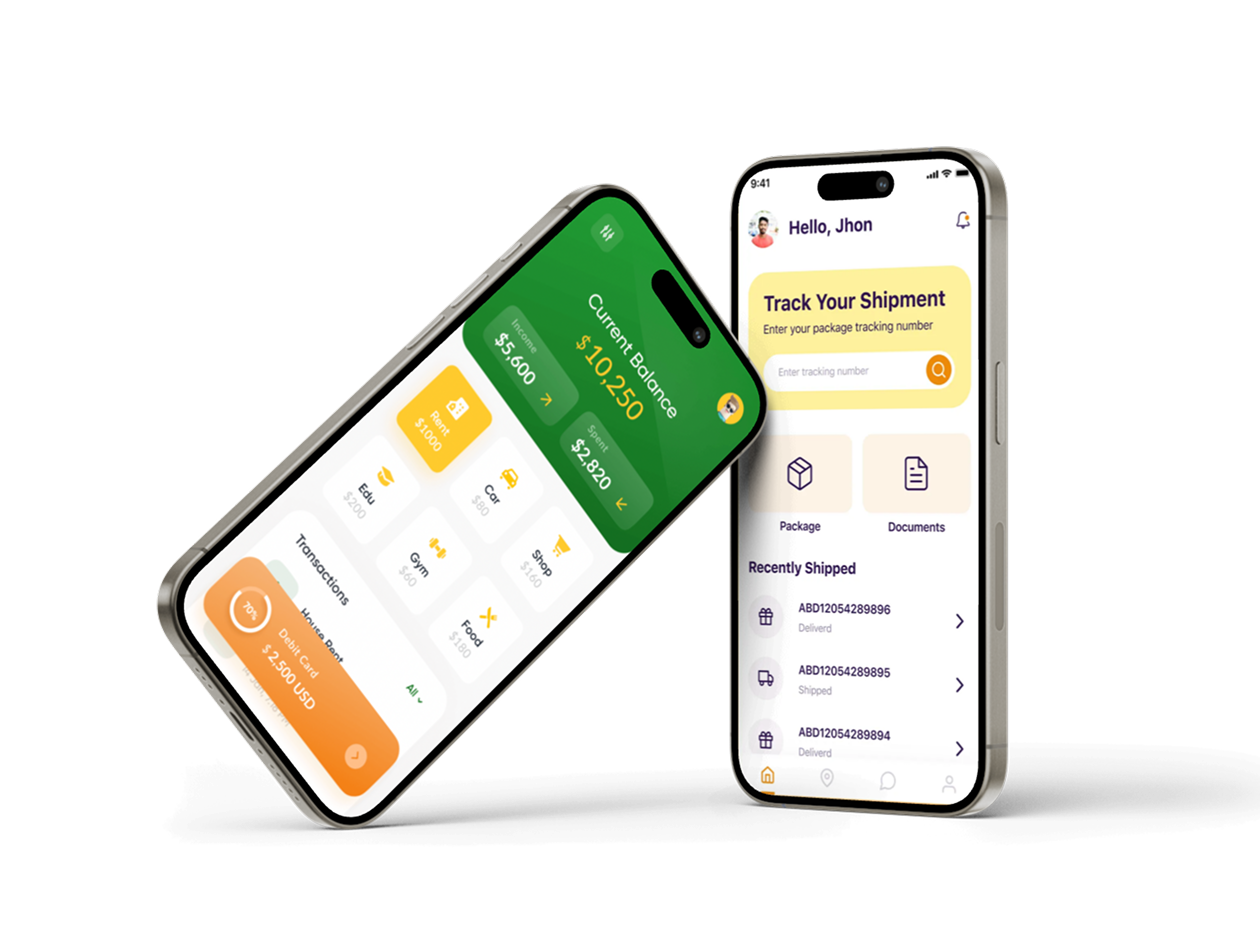 Current Balance
$10,250
Income
$5,600
Spent
$2,820
Rent
$1000
Edu
$200
Car
$80
Gym
$60
Shop
$160
Food
$180
Transactions
All
House Rent
70%
Debit Card
$ 2,500 USD
9:41
Hello, Jhon
Track Your Shipment
Enter your package tracking number
Enter tracking number
Package
Documents
Recently Shipped
ABD12054289896
Deliverd
ABD12054289895
Shipped
ABD12054289894
Deliverd